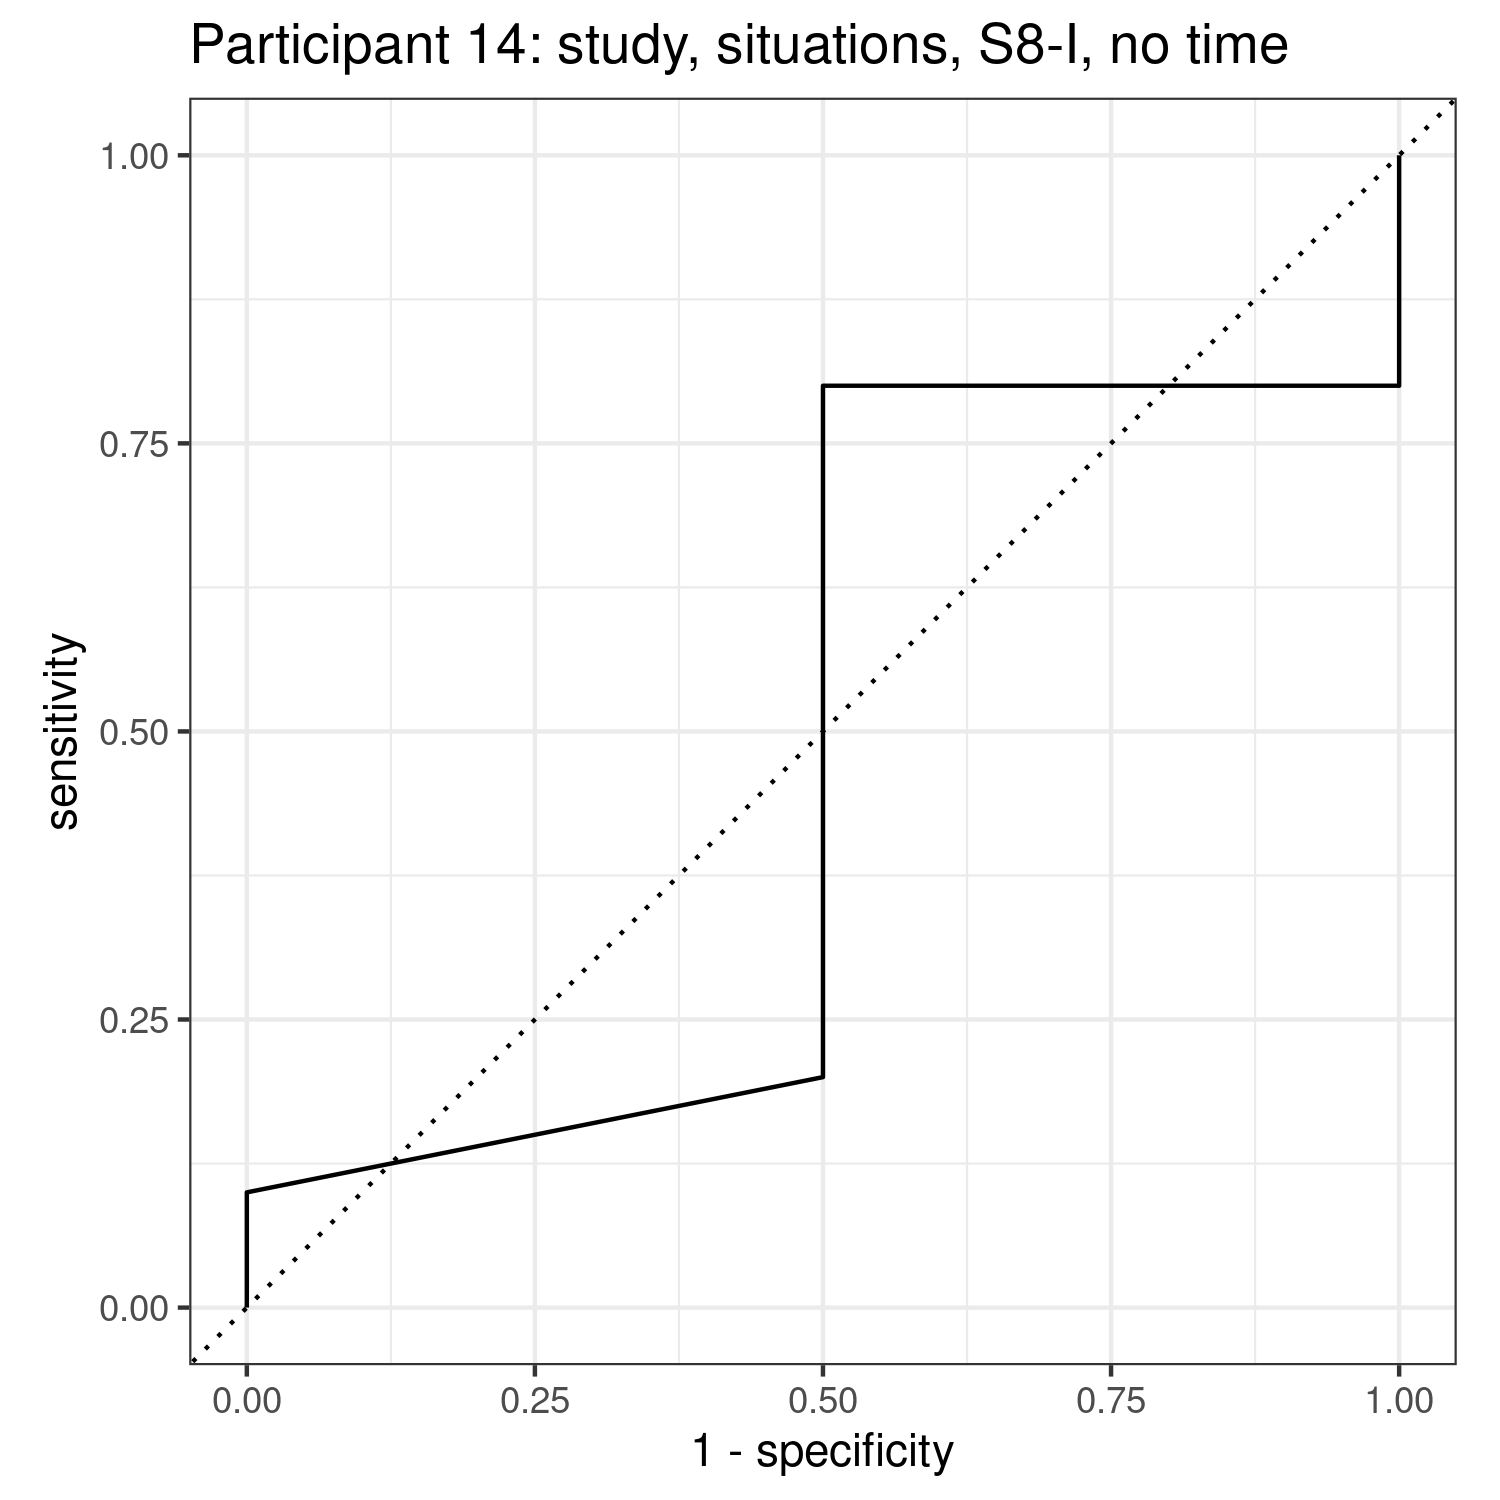 Participant 14: study, situations, S8-I, no time
1.00
0.75
0.50
0.25
0.00
sensitivity
0.00 0.25 0.50 0.75 1.00
1 - specificity